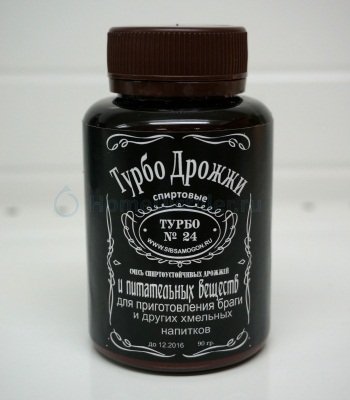 Турбо Дрожжи
спиртовые
ТУРБО
№ 24
WWW.SIBSAMOGON.RU
смесь спиртоустойчивых дрожжей
и питательных веществ
для приготовления браги
и других хмельных
напитков
до 12.2016 90 гр.